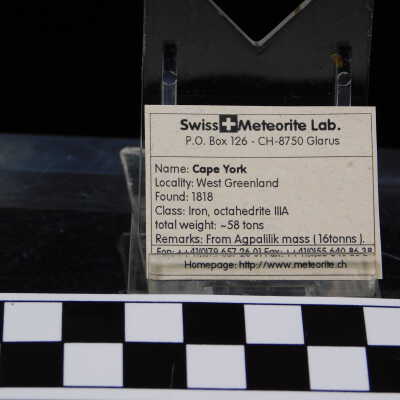 Swiss Meteorite Lab.
P.O. Box 126 - CH-8750 Glarus
Name: Cape York
Locality: West Greenland
Found: 1818
Class: Iron, octahedrite IIIA
total weight: ~58 tons
Remarks: From Agpalilik mass (16tonns).
Homepage: http://www.meteorite.ch